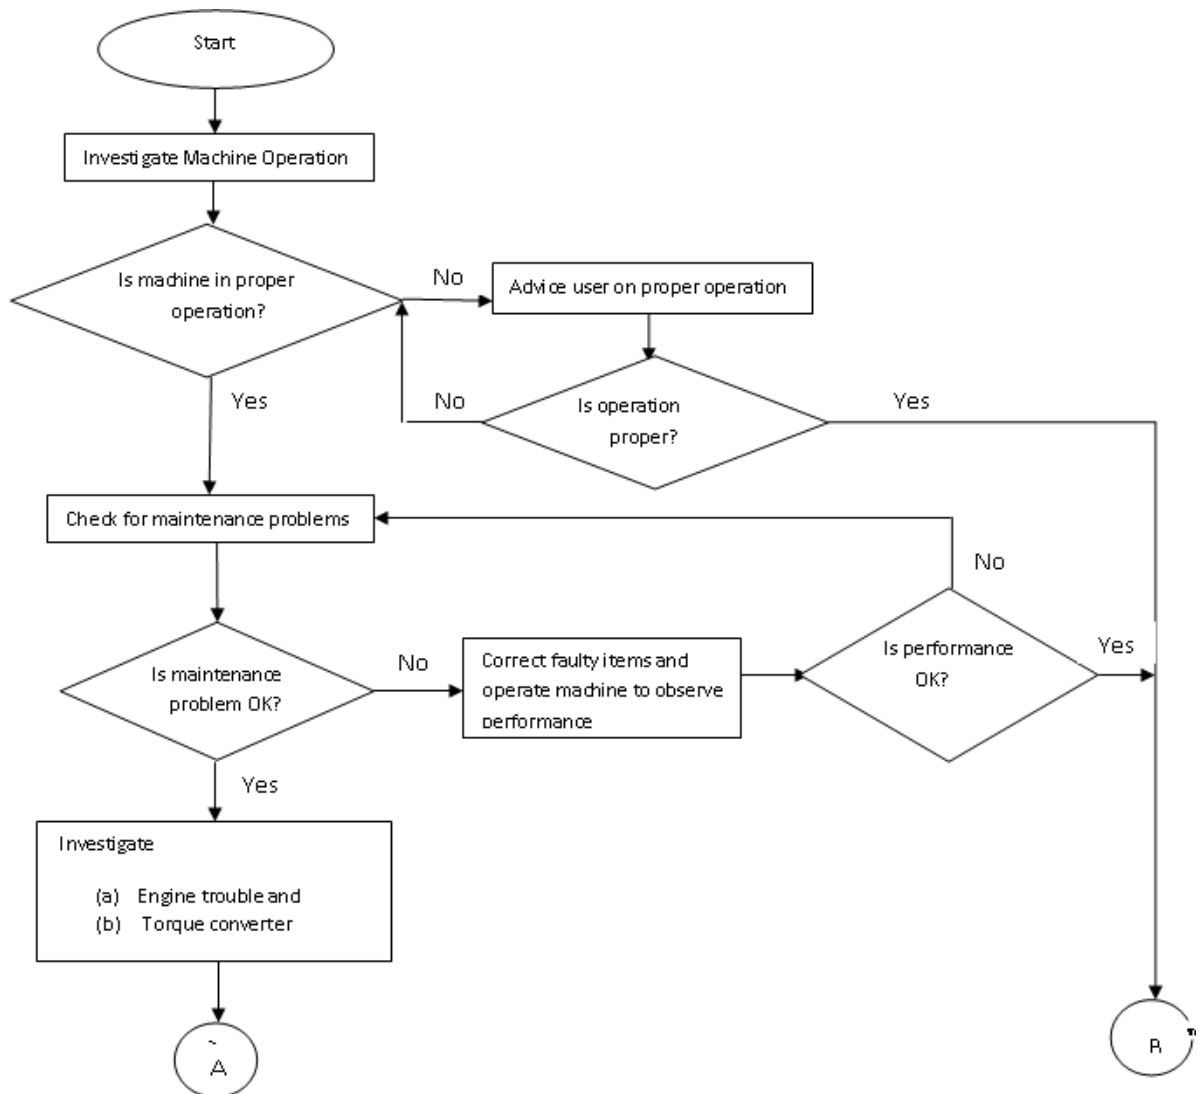 Start
Investigate Machine Operation
Is machine in proper
operation?
No
Advice user on proper operation
Yes
No
Is operation
proper?
Yes
Check for maintenance problems
No
Is maintenance
problem OK?
No
Correct faulty items and
operate machine to observe
performance
Is performance
OK?
Yes
Yes
Investigate
(a) Engine trouble and
(b) Torque converter
A
B